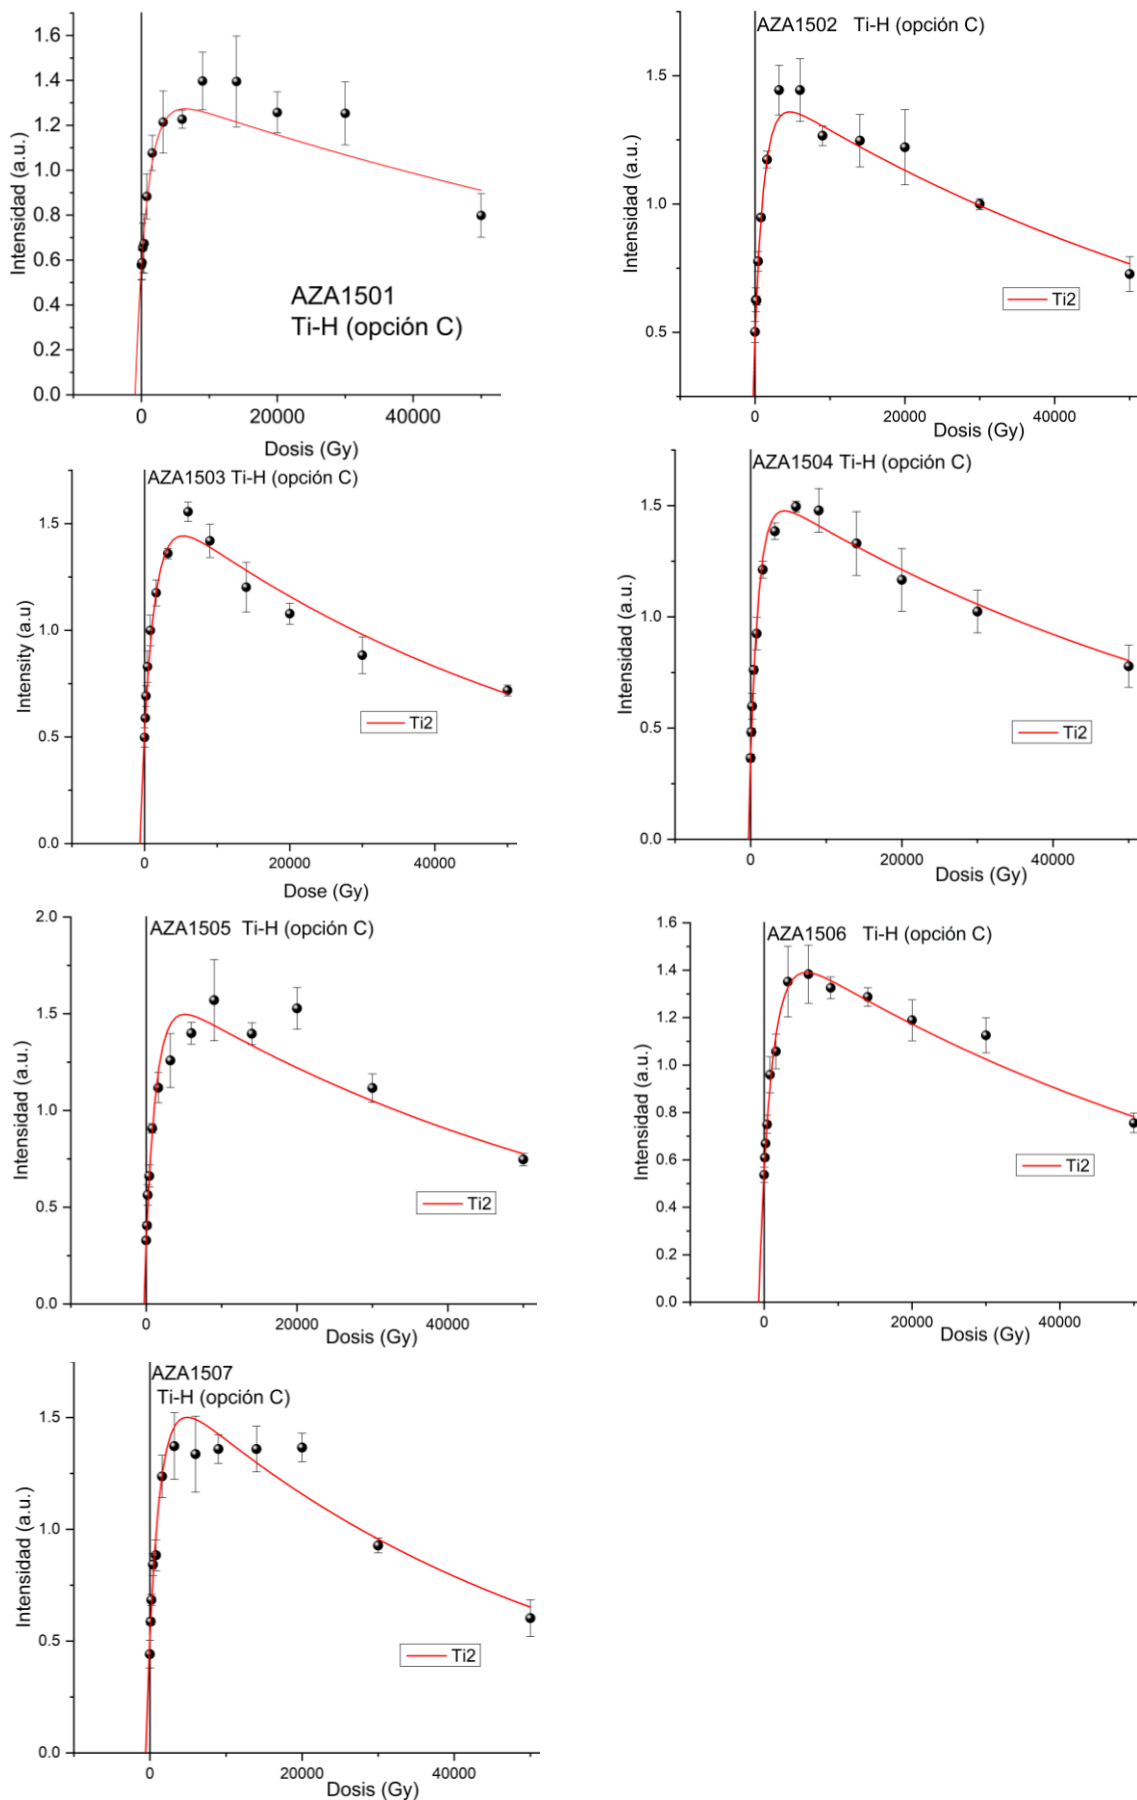 1.6
1.4
1.2
1.0
0.8
0.6
0.4
0.2
0.0
Intensidad (a.u.)
AZA1501
Ti-H (opción C)
0
20000
40000
Dosis (Gy)
AZA1502 Ti-H (opción C)
1.5
1.0
0.5
Intensidad (a.u.)
Ti2
0
20000
40000
Dosis (Gy)
AZA1503 Ti-H (opción C)
1.5
1.0
0.5
0.0
Intensity (a.u)
Ti2
0
20000
40000
Dose (Gy)
AZA1504 Ti-H (opción C)
1.5
1.0
0.5
0.0
Intensidad (a.u.)
Ti2
0
20000
40000
Dosis (Gy)
AZA1505 Ti-H (opción C)
2.0
1.5
1.0
0.5
0.0
Intensidad (a.u.)
Ti2
0
20000
40000
Dosis (Gy)
AZA1506 Ti-H (opción C)
1.6
1.4
1.2
1.0
0.8
0.6
0.4
0.2
0.0
Intensidad (a.u.)
Ti2
0
20000
40000
Dosis (Gy)
AZA1507
Ti-H (opción C)
1.5
1.0
0.5
0.0
Intensidad (a.u.)
Ti2
0
20000
40000
Dosis (Gy)